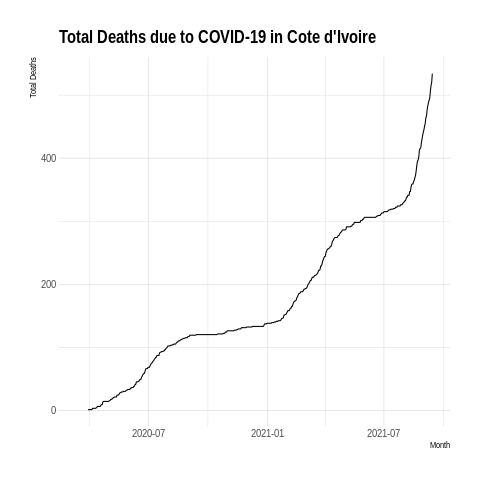 Total Deaths due to COVID-19 in Cote d'Ivoire
Total Deaths
400
200
0
2020-07
2021-01
2021-07
Month